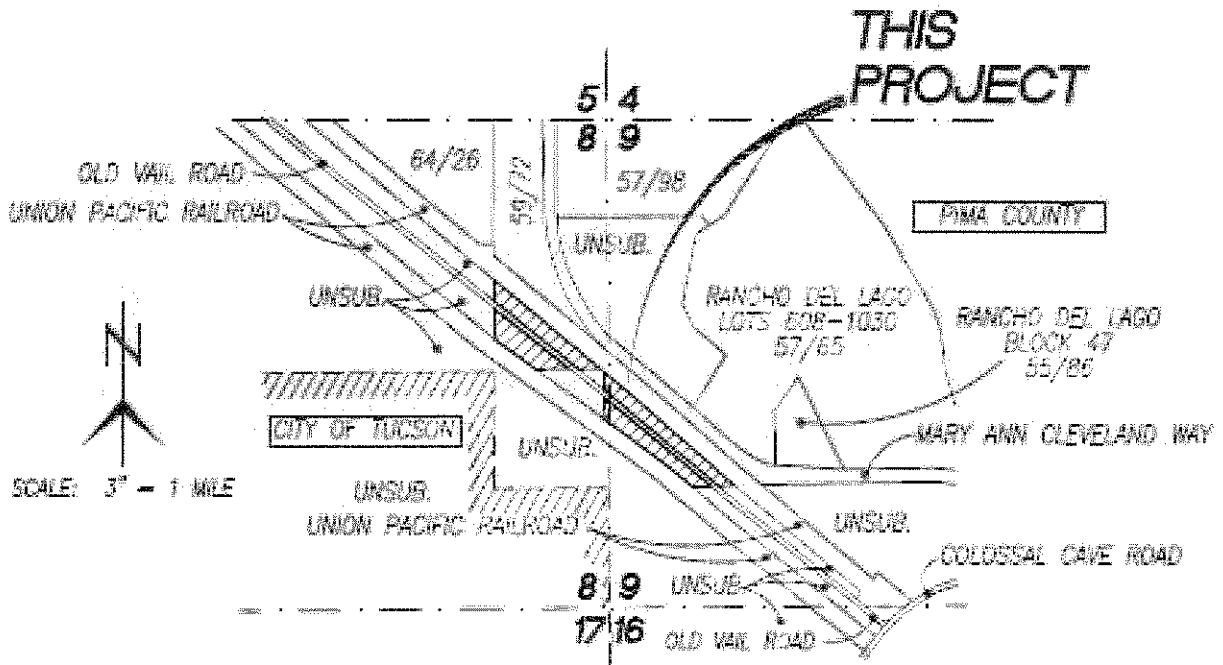 THIS
PROJECT
5 4
8 9
OLD VAIL ROAD
64/26
57/98
UNION PACIFIC RAILROAD
PIMA COUNTY
UNSUB.
UNSUB.
RANCHO DEL LAGO
LOTS 608-1030
57/65
RANCHO DEL LAGO
BLOCK 47
55/86
N
CITY OF TUCSON
MARY ANN CLEVELAND WAY
UNSUB.
SCALE: 3" = 1 MILE
UNSUB.
UNION PACIFIC RAILROAD
UNSUB.
COLOSSAL CAVE ROAD
8 9
UNSUB.
17 16
OLD VAIL ROAD